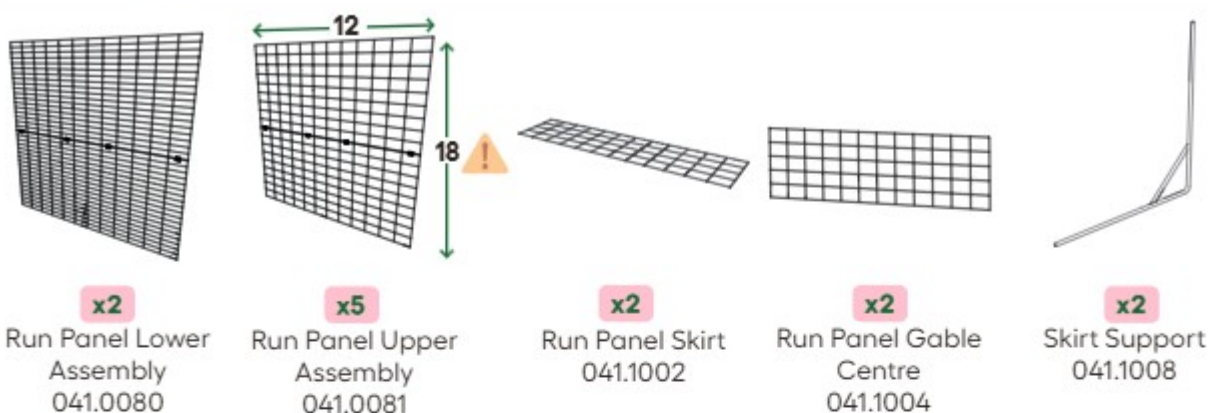 12
18
x2
Run Panel Lower
Assembly
041.0080
x5
Run Panel Upper
Assembly
041.0081
x2
Run Panel Skirt
041.1002
x2
Run Panel Gable
Centre
041.1004
x2
Skirt Support
041.1008